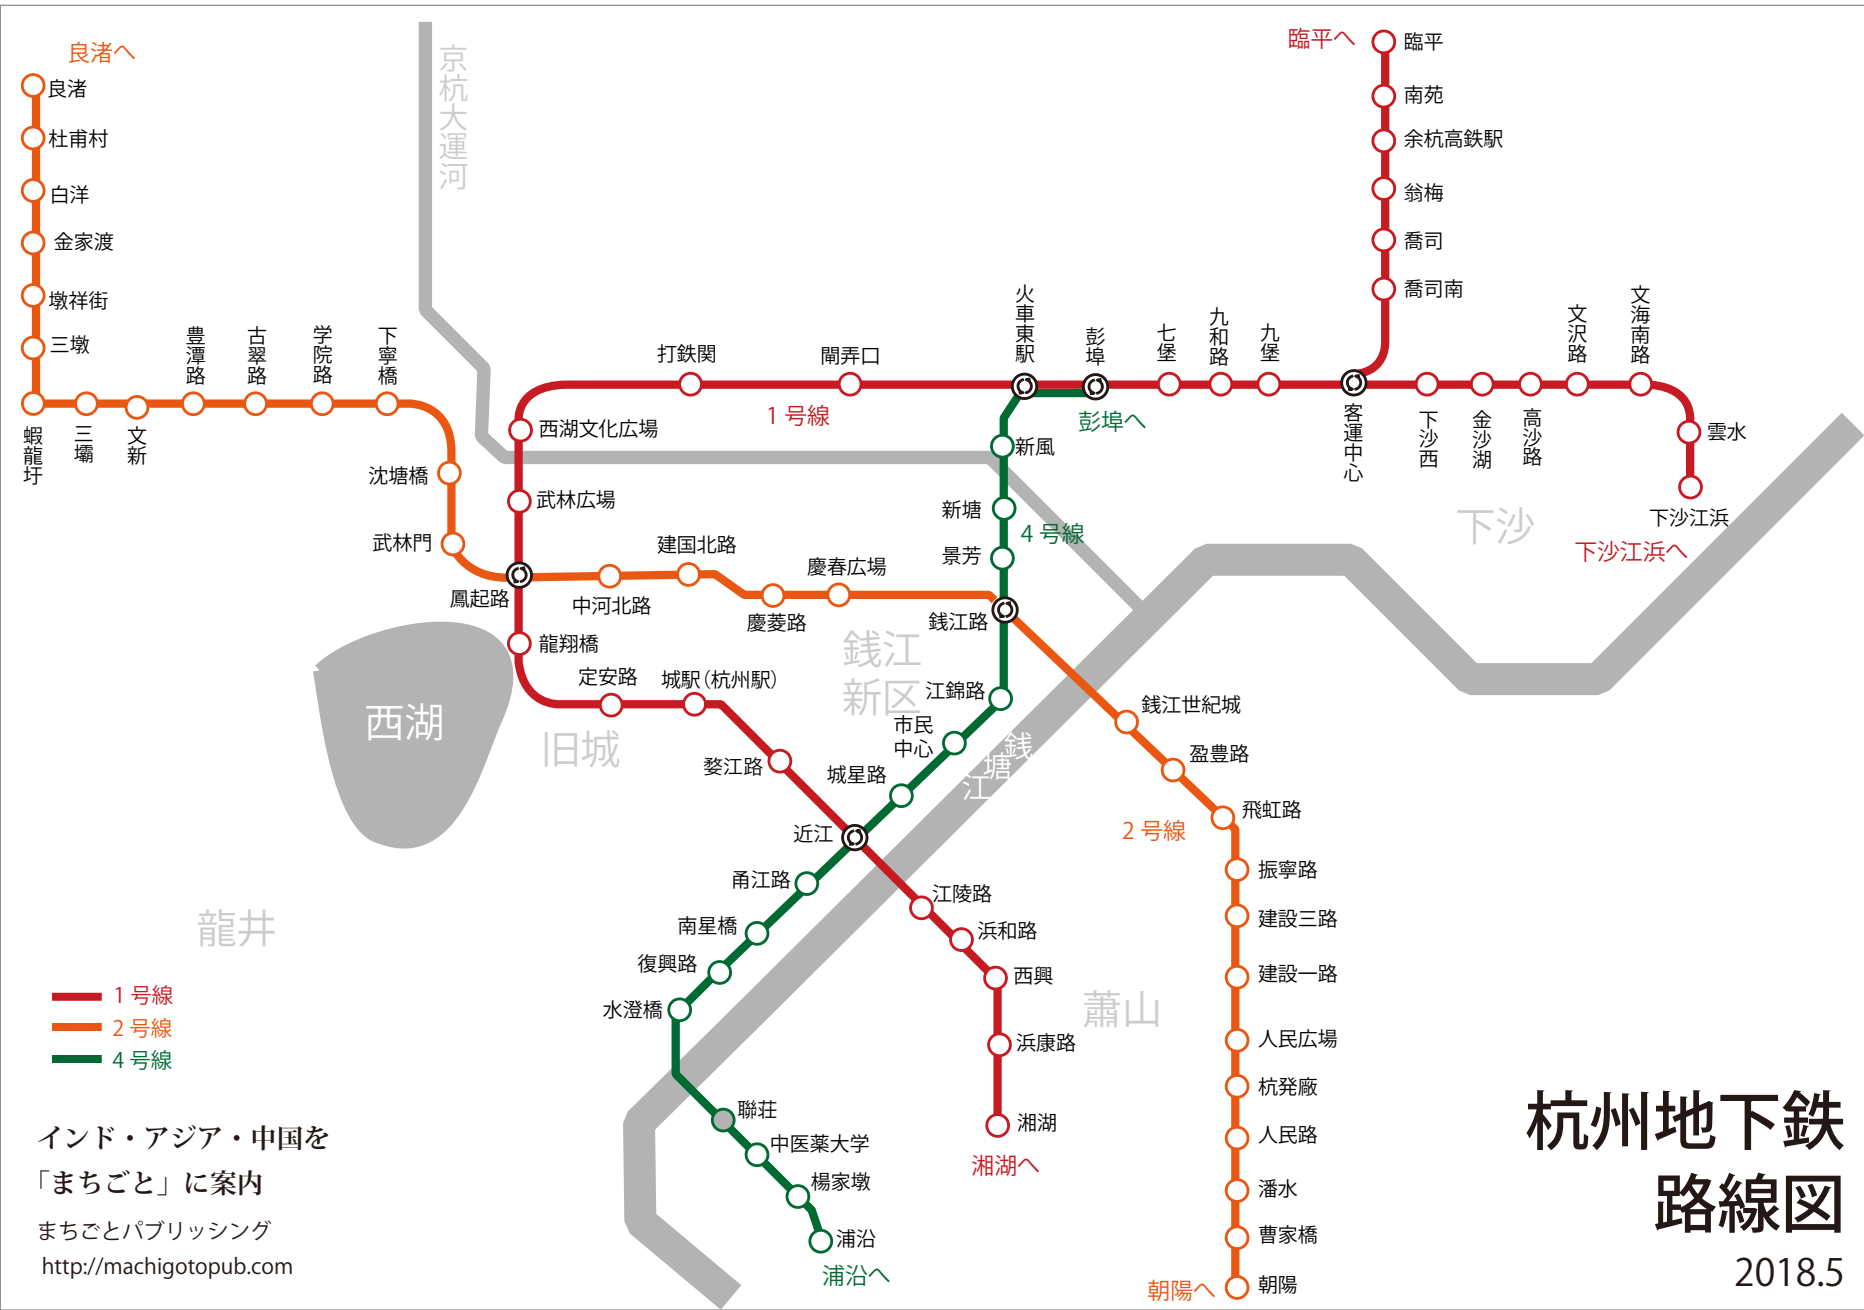 良渚へ
良渚
杜甫村
白洋
金家渡
墩祥街
三墩
蝦龍圩
三壩
文新
豊潭路
古翠路
学院路
下寧橋
沈塘橋
武林門
鳳起路
中河北路
建国北路
慶菱路
慶春広場
銭江路
銭江世紀城
盈豊路
飛虹路
2 号線
振寧路
建設三路
建設一路
人民広場
杭発廠
人民路
潘水
曹家橋
朝陽
朝陽へ
京杭大運河
臨平へ
臨平
南苑
余杭高鉄駅
翁梅
喬司
喬司南
打鉄関
閘弄口
火車東駅
彭埠
七堡
九和路
九堡
客運中心
下沙西
金沙湖
高沙路
文沢路
文海南路
雲水
下沙江浜
下沙江浜へ
下沙
1 号線
彭埠へ
西湖文化広場
武林広場
龍翔橋
定安路
城駅(杭州駅)
婺江路
近江
江陵路
浜和路
西興
浜康路
湘湖
湘湖へ
新風
新塘
4 号線
景芳
江錦路
市民
中心
城星路
甬江路
南星橋
復興路
水澄橋
聯荘
中医薬大学
楊家墩
浦沿
浦沿へ
銭江
新区
銭塘江
西湖
旧城
龍井
蕭山
1 号線
2 号線
4 号線
インド・アジア・中国を
「まちごと」に案内
まちごとパブリッシング
http://machigotopub.com
杭州地下鉄
路線図
2018.5